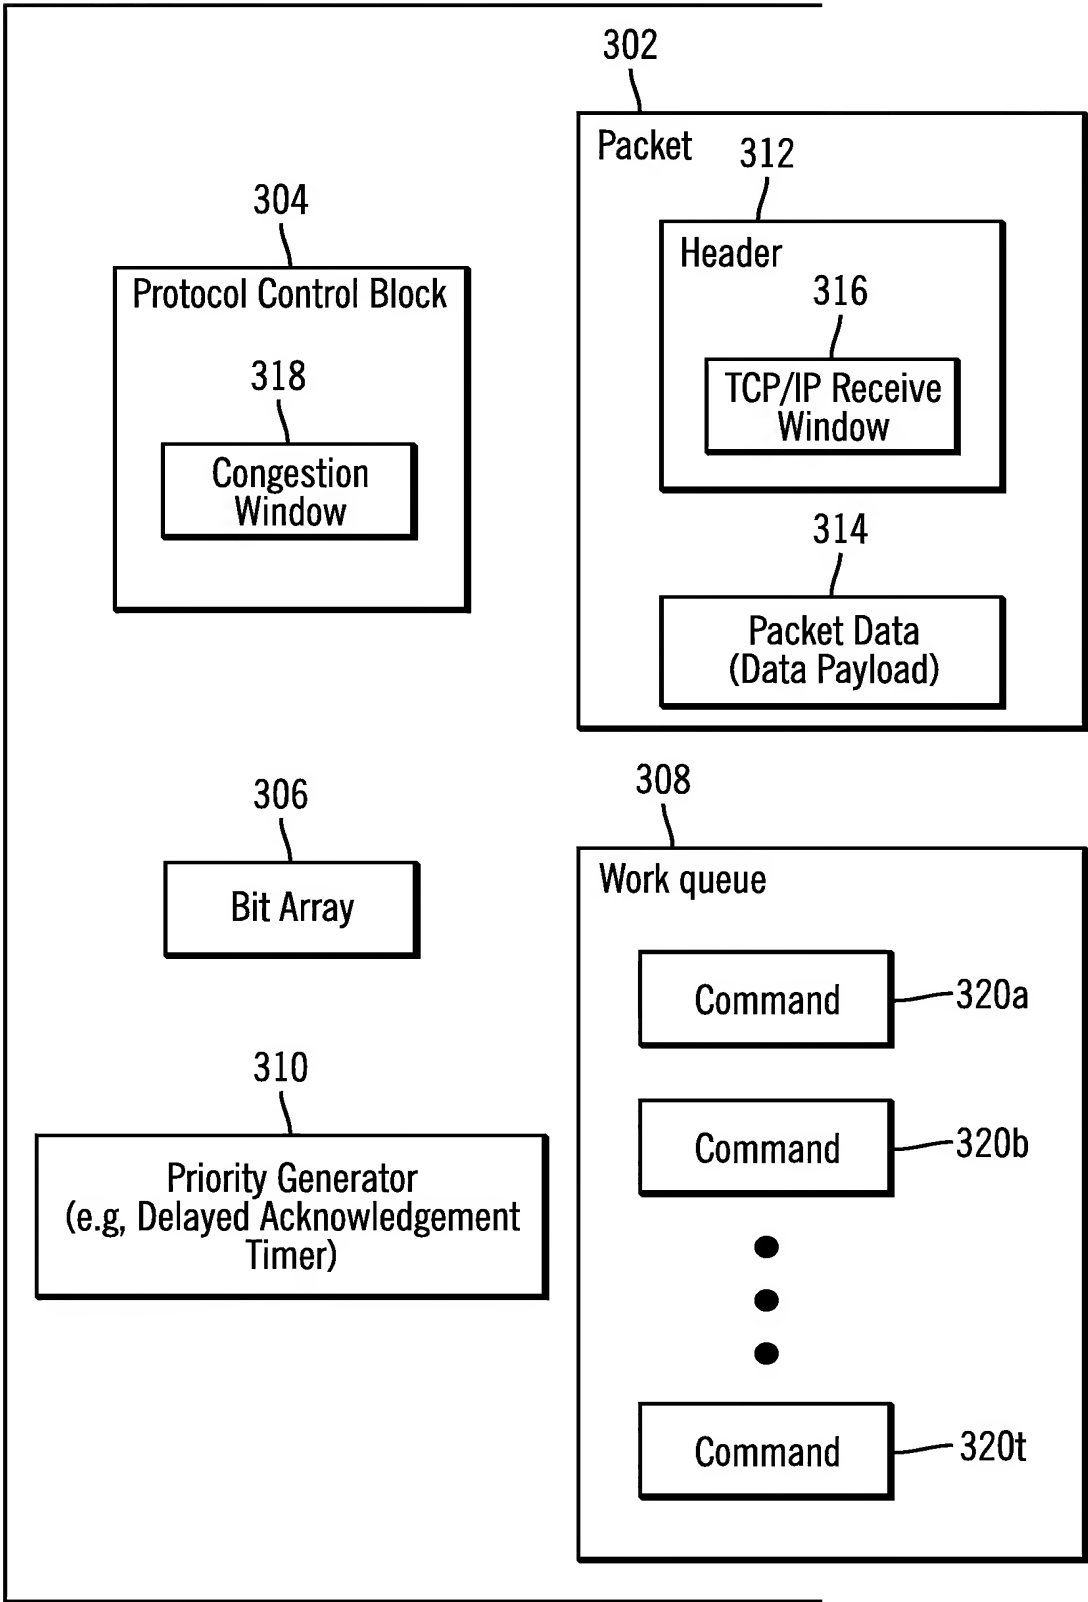 302
Packet
312
Header
316
TCP/IP Receive
Window
314
Packet Data
(Data Payload)
304
Protocol Control Block
318
Congestion
Window
306
Bit Array
310
Priority Generator
(e.g, Delayed Acknowledgement
Timer)
308
Work queue
Command
320a
Command
320b
Command
320t